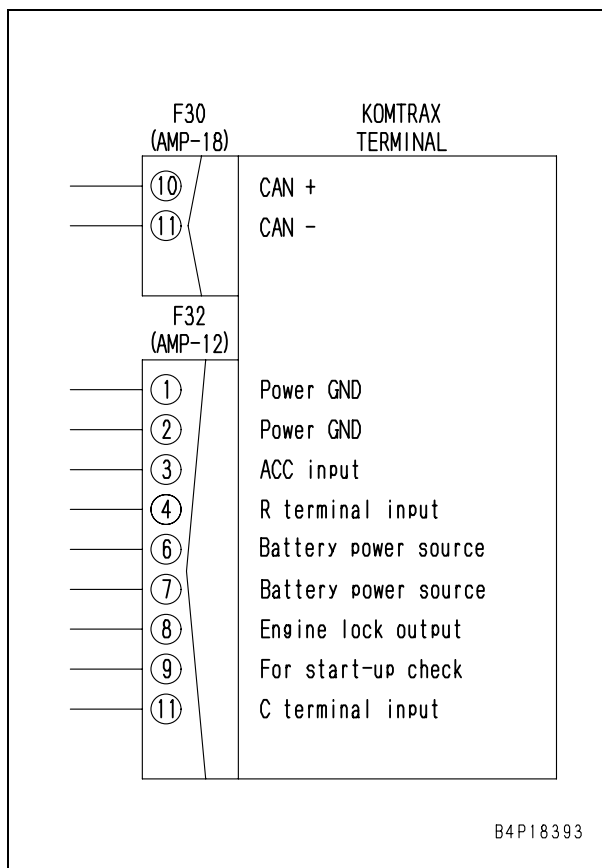 F30
(AMP-18)
KOMTRAX
TERMINAL
10 CAN +
11 CAN -
F32
(AMP-12)
1 Power GND
2 Power GND
3 ACC input
4 R terminal input
6 Battery power source
7 Battery power source
8 Engine lock output
9 For start-up check
11 C terminal input
B4P18393